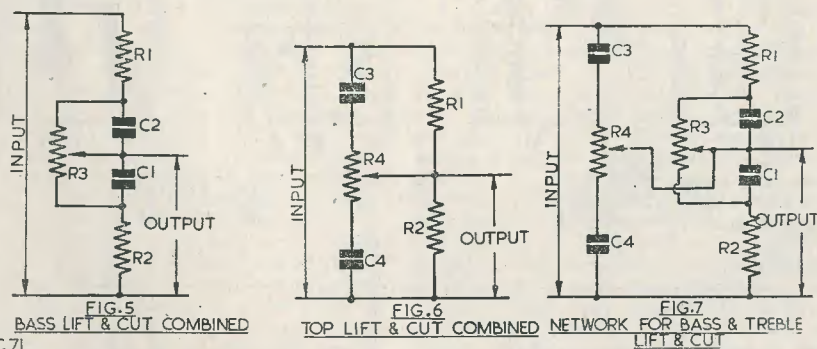 INPUT
R1
C2
R3
C1
OUTPUT
R2
FIG.5
BASS LIFT & CUT COMBINED
C.71
INPUT
C3
R1
R4
R2
OUTPUT
C4
FIG.6
TOP LIFT & CUT COMBINED
INPUT
C3
R1
C2
R4
R3
C1
OUTPUT
C4
R2
FIG.7
NETWORK FOR BASS & TREBLE
LIFT & CUT